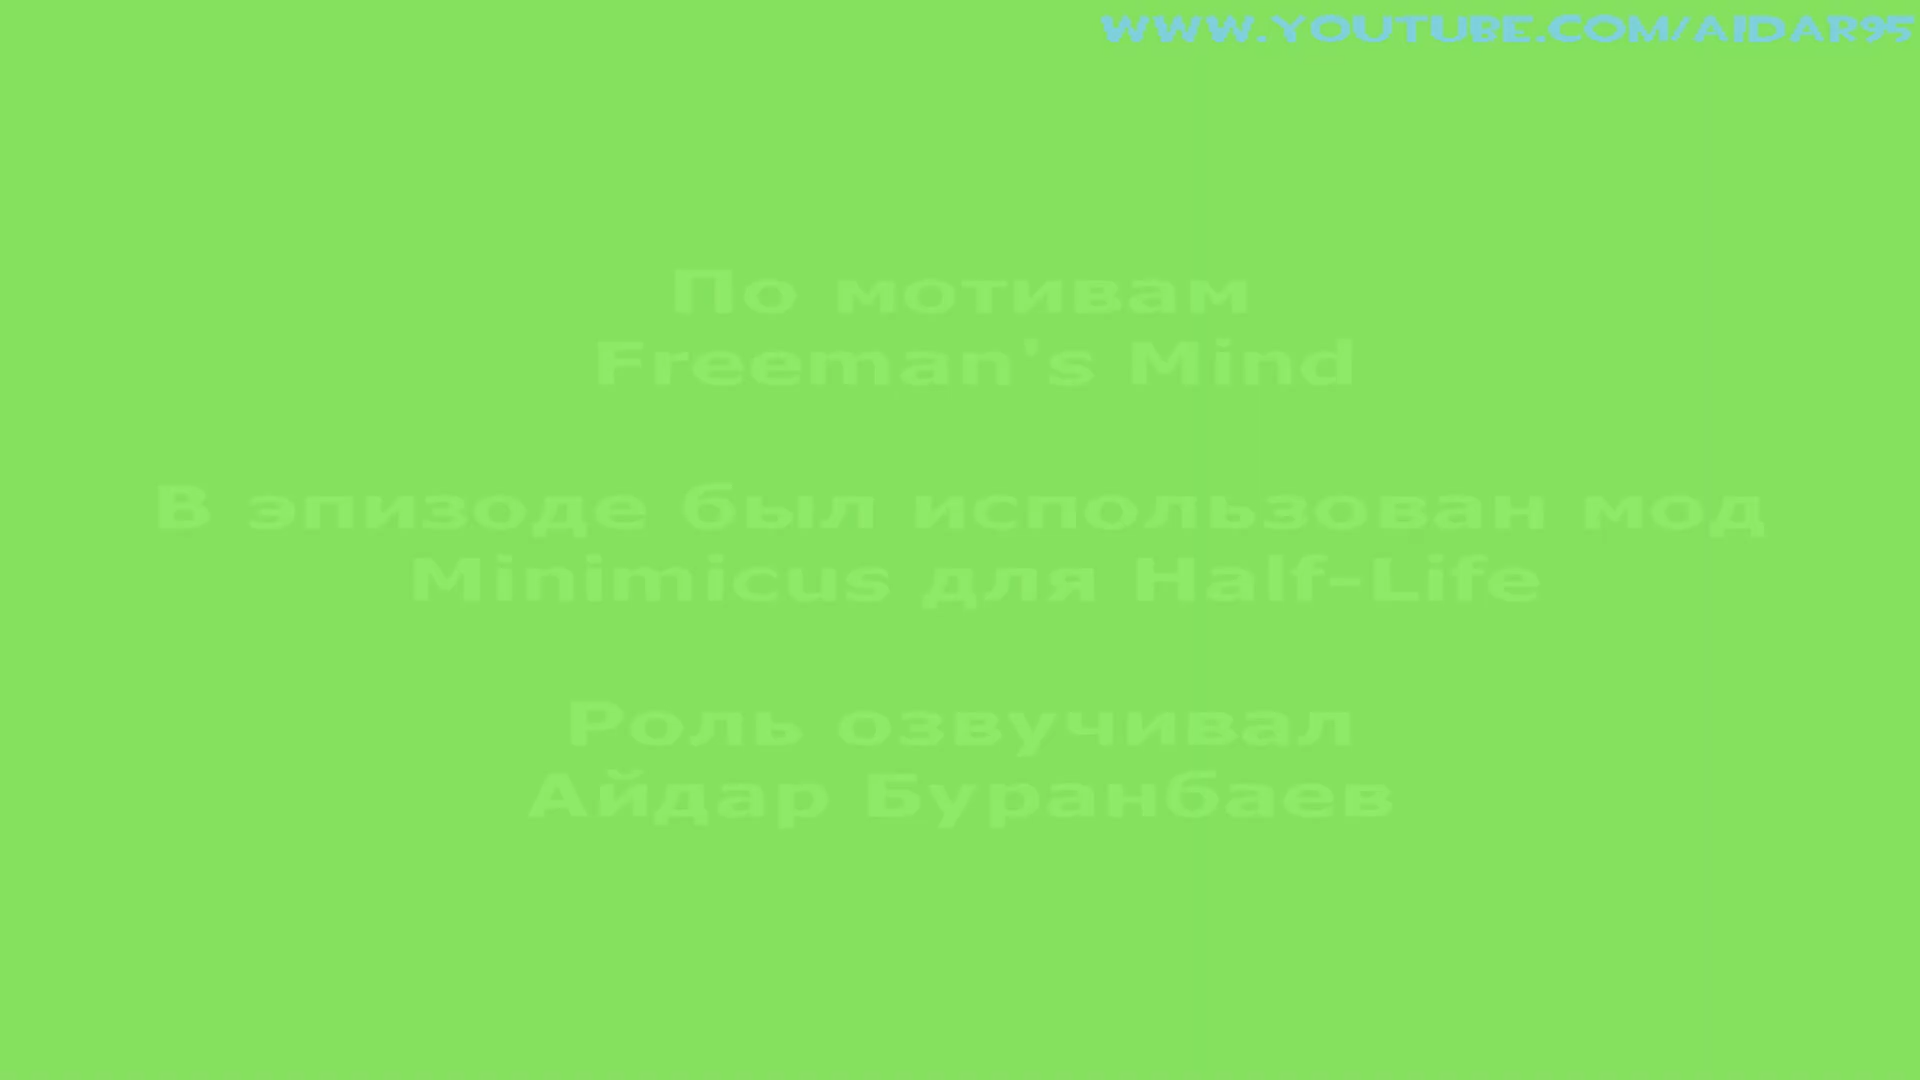 WWW.YOUTUBE.COM/AIDAR95
По мотивам
Freeman's Mind
В эпизоде был использован мод
Minimicus для Half-Life
Роль озвучивал
Айдар Буранбаев